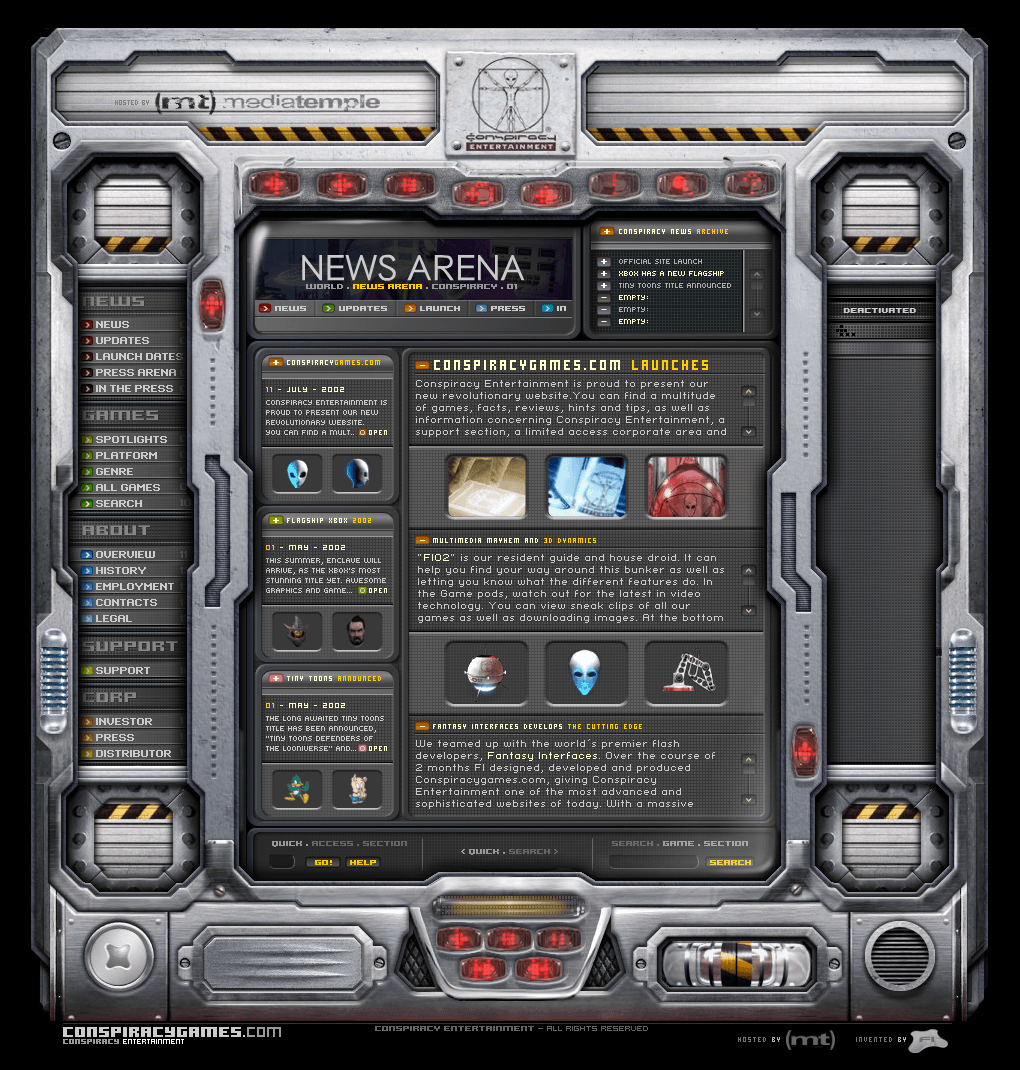 HOSTED BY (mt) mediatemple
CONSPIRACY
ENTERTAINMENT
NEWS ARENA
WORLD . NEWS ARENA . CONSPIRACY . 01
NEWS UPDATES LAUNCH PRESS IN
CONSPIRACY NEWS ARCHIVE
OFFICIAL SITE LAUNCH
XBOX HAS A NEW FLAGSHIP
TINY TOONS TITLE ANNOUNCED
EMPTY:
EMPTY:
EMPTY:
NEWS
NEWS
UPDATES
LAUNCH DATES
PRESS ARENA
IN THE PRESS
GAMES
SPOTLIGHTS
PLATFORM
GENRE
ALL GAMES
SEARCH
ABOUT
OVERVIEW
HISTORY
EMPLOYMENT
CONTACTS
LEGAL
SUPPORT
SUPPORT
CORP
INVESTOR
PRESS
DISTRIBUTOR
DEACTIVATED
CONSPIRACYGAMES.COM
11 - JULY - 2002
CONSPIRACY ENTERTAINMENT IS
PROUD TO PRESENT OUR NEW
REVOLUTIONARY WEBSITE.
YOU CAN FIND A MULT.. OPEN
FLAGSHIP XBOX 2002
01 - MAY - 2002
THIS SUMMER, ENCLAVE WILL
ARRIVE, AS THE XBOX'S MOST
STUNNING TITLE YET. AWESOME
GRAPHICS AND GAME... OPEN
TINY TOONS ANNOUNCED
01 - MAY - 2002
THE LONG AWAITED TINY TOONS
TITLE HAS BEEN ANNOUNCED,
"TINY TOONS DEFENDERS OF
THE LOONIVERSE" AND... OPEN
CONSPIRACYGAMES.COM LAUNCHES
Conspiracy Entertainment is proud to present our
new revolutionary website.You can find a multitude
of games, facts, reviews, hints and tips, as well as
information concerning Conspiracy Entertainment, a
support section, a limited access corporate area and
MULTIMEDIA MAYHEM AND 3D DYNAMICS
"F102" is our resident guide and house droid. It can
help you find your way around this bunker as well as
letting you know what the different features do. In
the Game pods, watch out for the latest in video
technology. You can view sneak clips of all our
games as well as downloading images. At the bottom
FANTASY INTERFACES DEVELOPS THE CUTTING EDGE
We teamed up with the world's premier flash
developers, Fantasy Interfaces. Over the course of
2 months FI designed, developed and produced
Conspiracygames.com, giving Conspiracy
Entertainment one of the most advanced and
sophisticated websites of today. With a massive
QUICK . ACCESS . SECTION
GO! HELP
< QUICK . SEARCH >
SEARCH . GAME . SECTION
SEARCH
CONSPIRACYGAMES.COM
CONSPIRACY ENTERTAINMENT
CONSPIRACY ENTERTAINMENT - ALL RIGHTS RESERVED
HOSTED BY (mt)
INVENTED BY FI